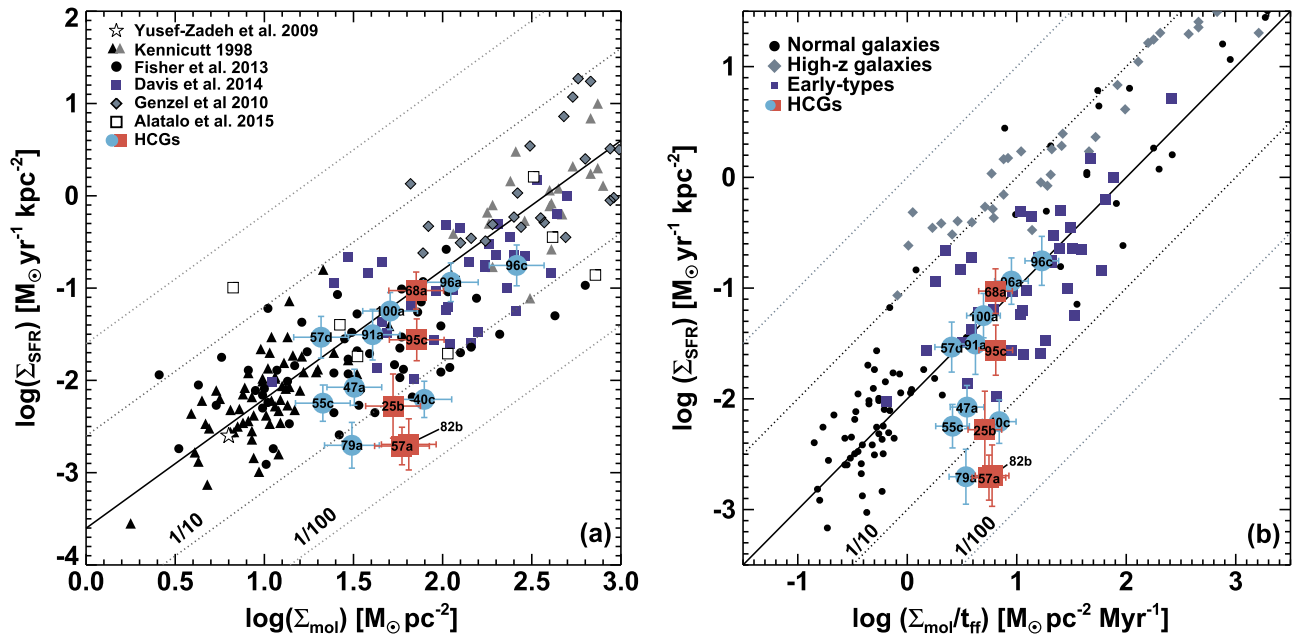 Yusef-Zadeh et al. 2009
Kennicutt 1998
Fisher et al. 2013
Davis et al. 2014
Genzel et al 2010
Alatalo et al. 2015
HCGs
2
1
0
-1
-2
-3
-4
log(Σ_SFR) [M_⊙ yr^-1 kpc^-2]
96c
96a
68a
100a
57d
91a
95c
47a
55c
40c
25b
82b
79a
57a
1/10
1/100
(a)
0.0 0.5 1.0 1.5 2.0 2.5 3.0
log(Σ_mol) [M_⊙ pc^-2]
Normal galaxies
High-z galaxies
Early-types
HCGs
1
0
-1
-2
-3
log (Σ_SFR) [M_⊙ yr^-1 kpc^-2]
96c
96a
68a
100a
57d
91a
95c
47a
55c
0c
25b
82b
79a
57a
1/10
1/100
(b)
-1 0 1 2 3
log (Σ_mol/t_ff) [M_⊙ pc^-2 Myr^-1]